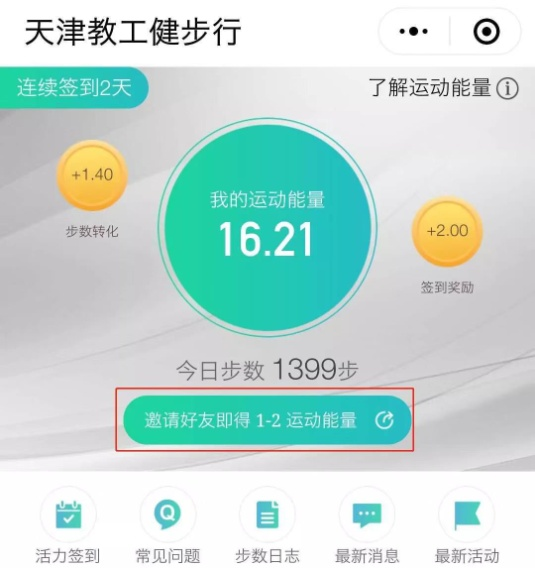 天津教工健步行
连续签到2天
了解运动能量
+1.40
步数转化
我的运动能量
16.21
+2.00
签到奖励
今日步数 1399步
邀请好友即得 1-2 运动能量
活力签到
常见问题
步数日志
最新消息
最新活动